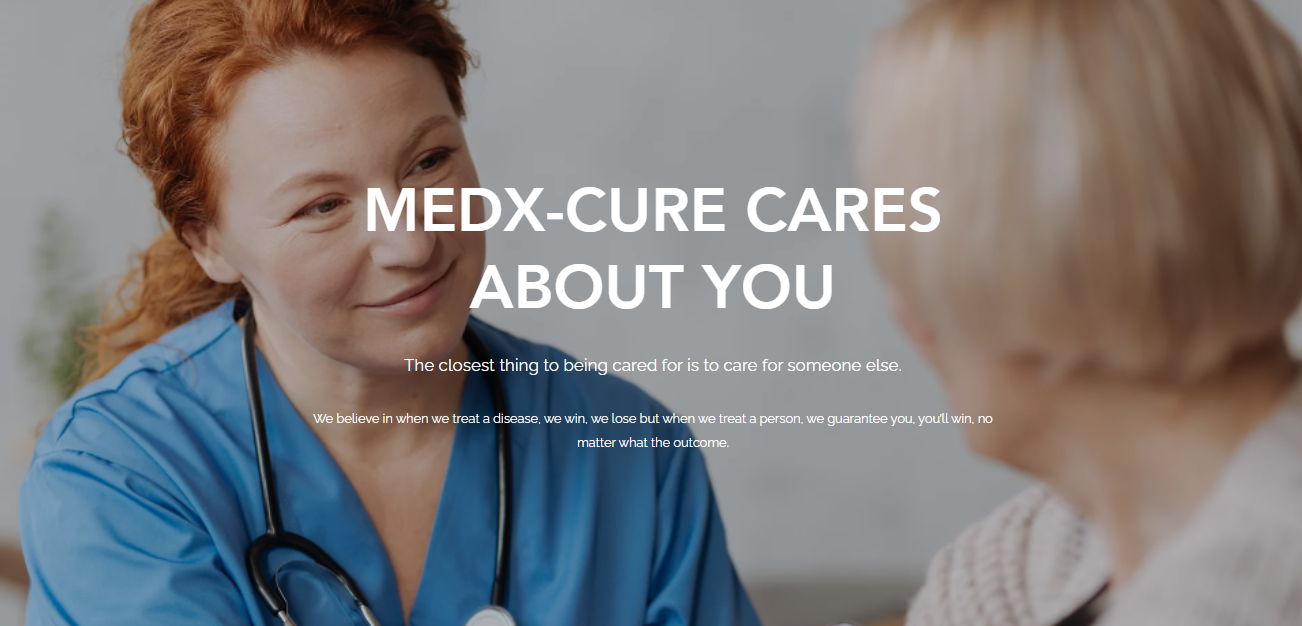 MEDX-CURE CARES
ABOUT YOU
The closest thing to being cared for is to care for someone else.
We believe in when we treat a disease, we win, we lose but when we treat a person, we guarantee you, you'll win, no
matter what the outcome.